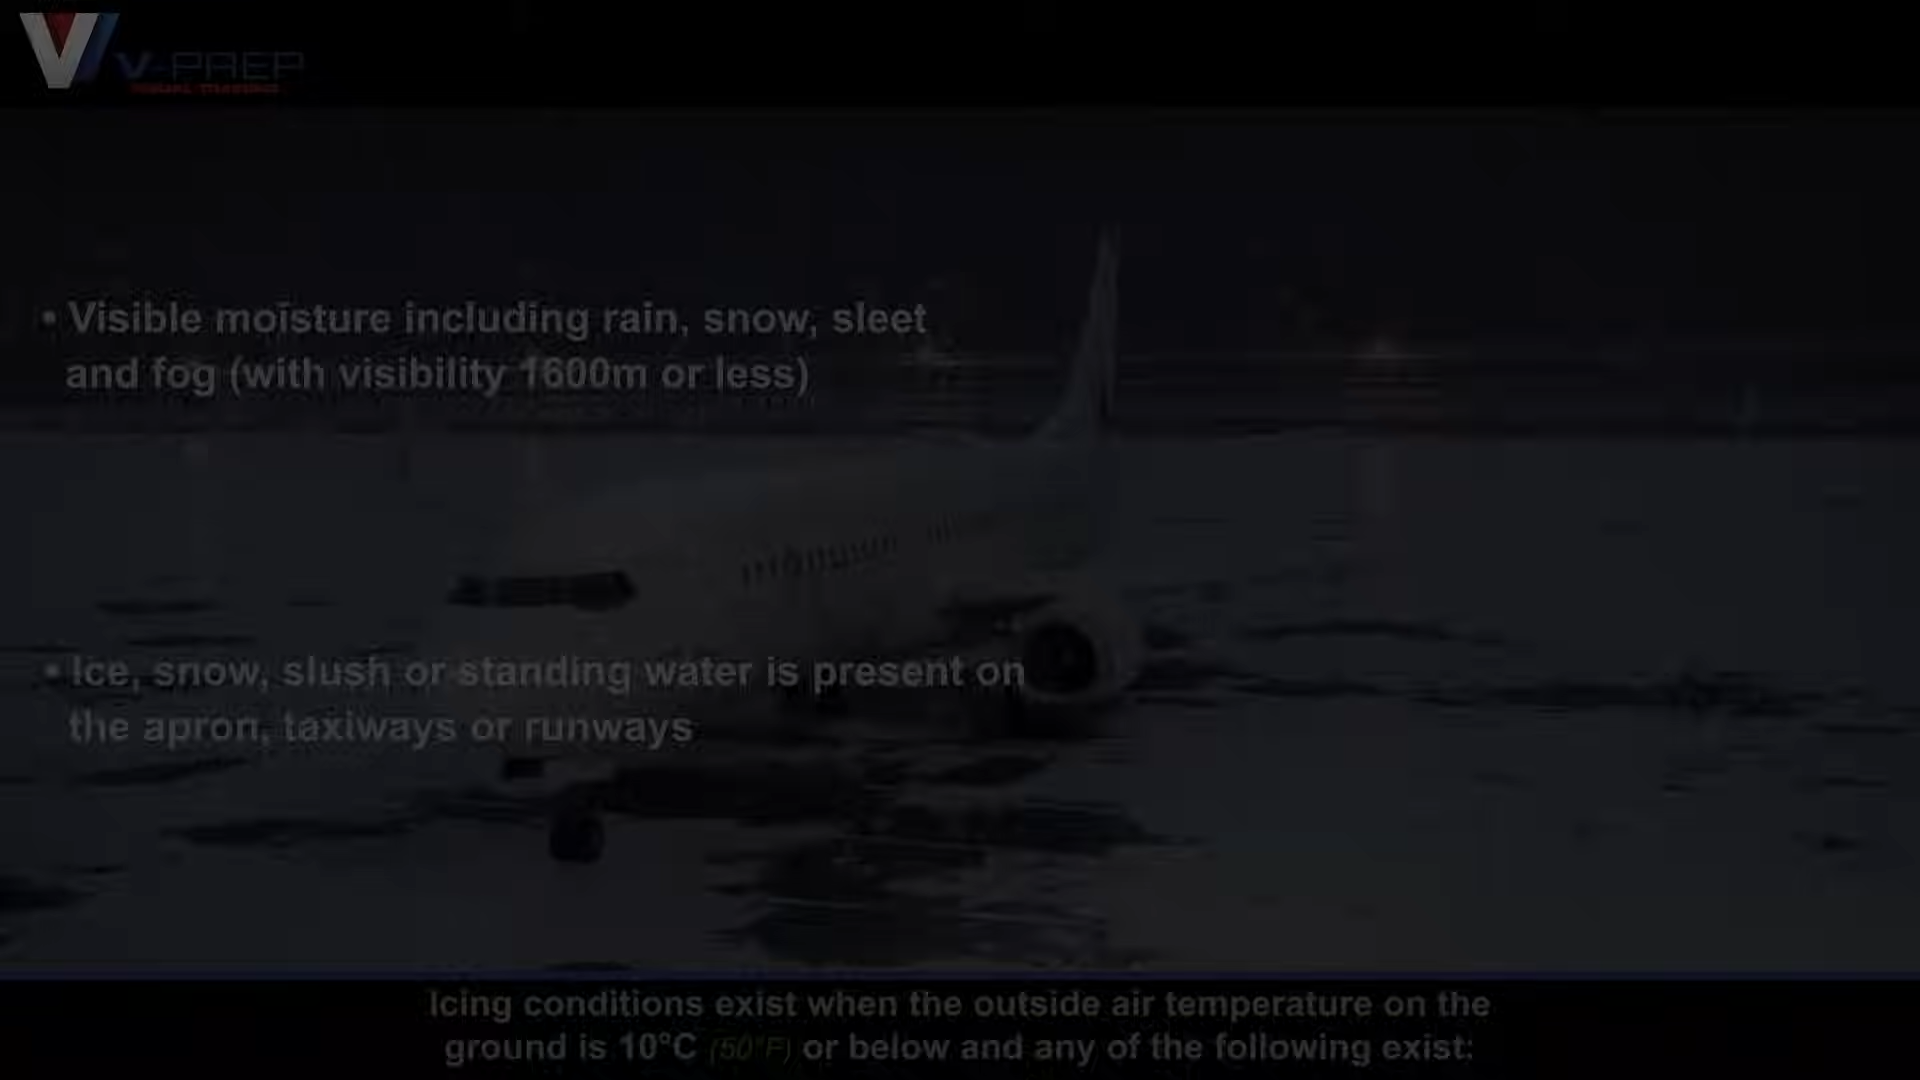 V-PREP
• Visible moisture including rain, snow, sleet
and fog (with visibility 1600m or less)
• Ice, snow, slush or standing water is present on
the apron, taxiways or runways
Icing conditions exist when the outside air temperature on the
ground is 10°C (50°F) or below and any of the following exist: